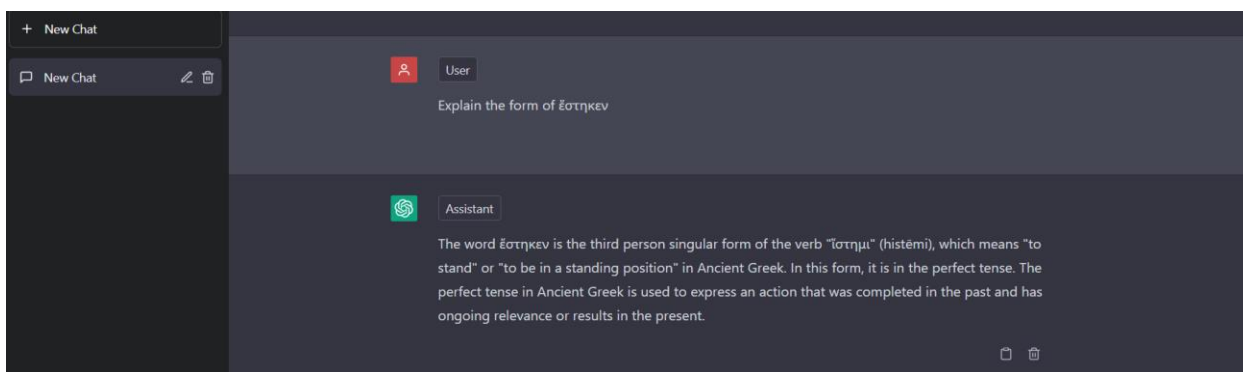 + New Chat
New Chat
User
Explain the form of ἕστηκεν
Assistant
The word ἕστηκεν is the third person singular form of the verb "ἵστημι" (histēmi), which means "to
stand" or "to be in a standing position" in Ancient Greek. In this form, it is in the perfect tense. The
perfect tense in Ancient Greek is used to express an action that was completed in the past and has
ongoing relevance or results in the present.